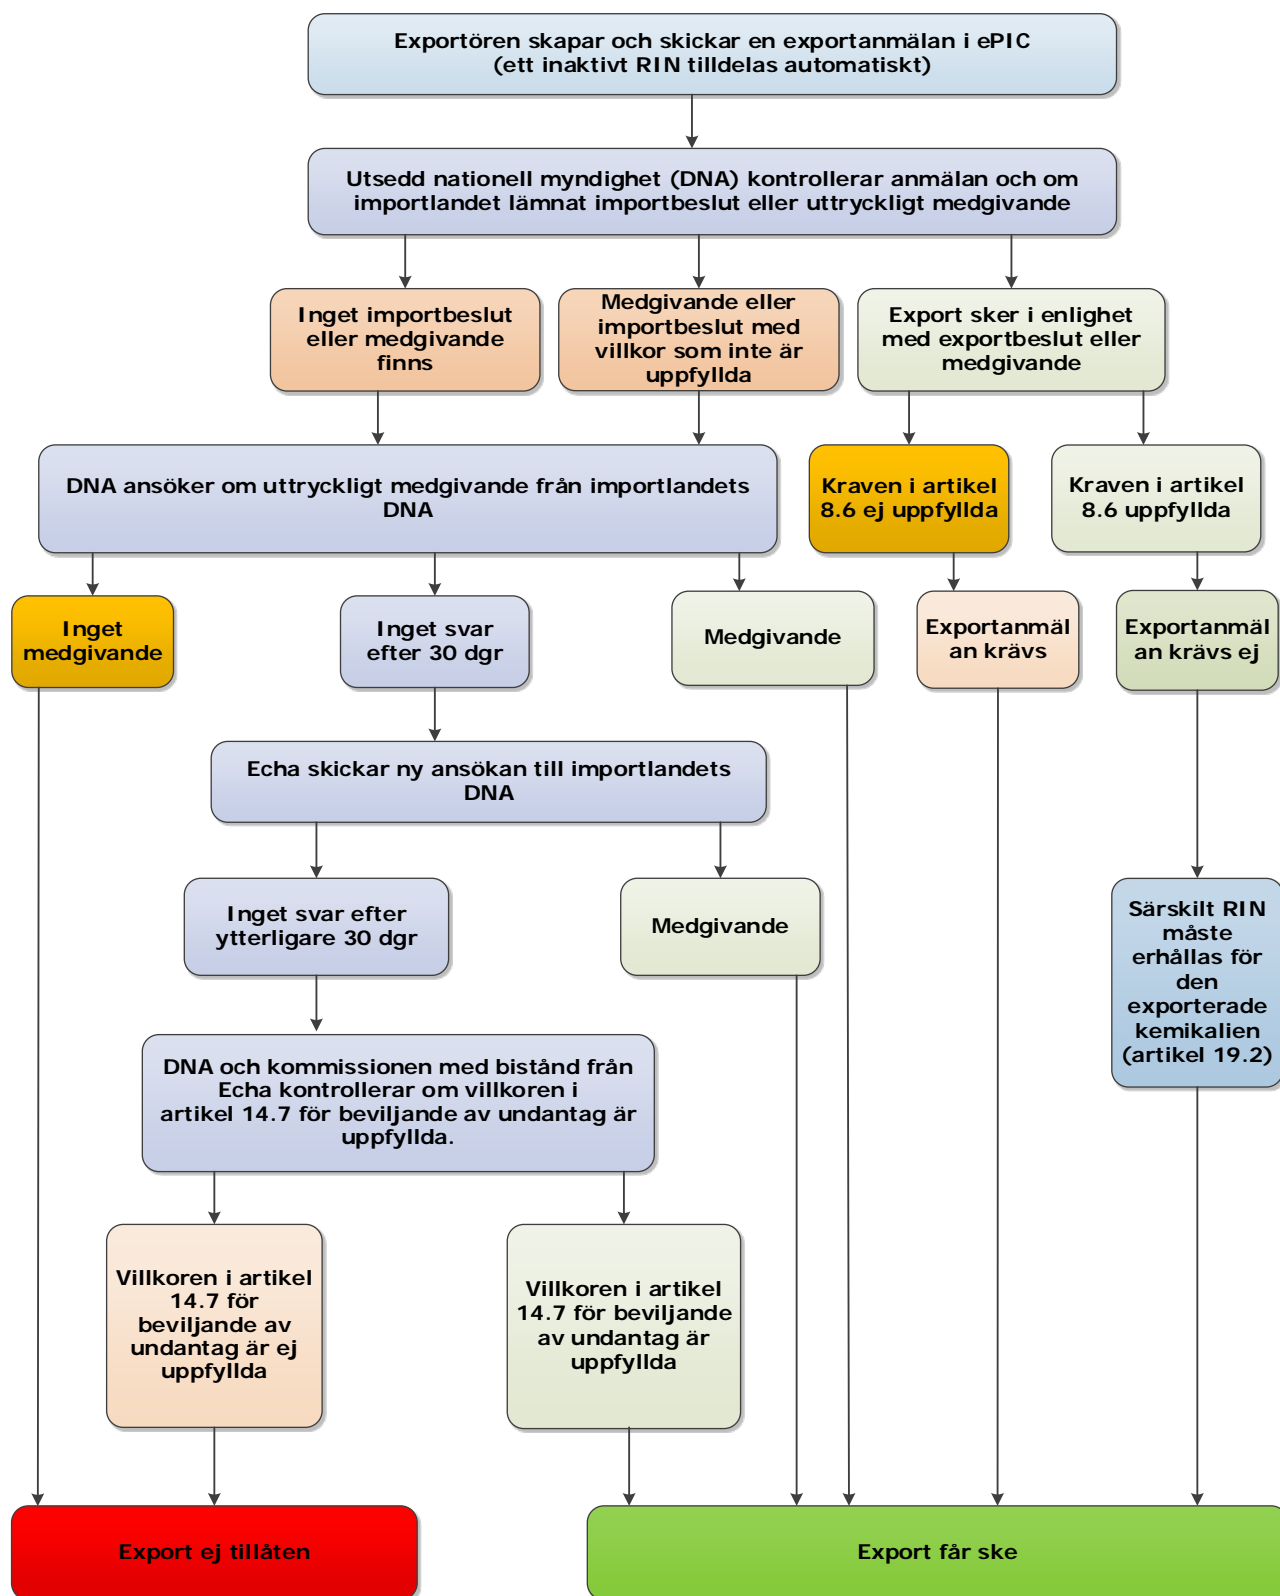 Exportören skapar och skickar en exportanmälan i ePIC
(ett inaktivt RIN tilldelas automatiskt)
Utsedd nationell myndighet (DNA) kontrollerar anmälan och om
importlandet lämnat importbeslut eller uttryckligt medgivande
Inget importbeslut
eller medgivande
finns
Medgivande eller
importbeslut med
villkor som inte är
uppfyllda
Export sker i enlighet
med exportbeslut eller
medgivande
DNA ansöker om uttryckligt medgivande från importlandets
DNA
Kraven i artikel
8.6 ej uppfyllda
Kraven i artikel
8.6 uppfyllda
Inget
medgivande
Inget svar
efter 30 dgr
Medgivande
Exportanmäl
an krävs
Exportanmäl
an krävs ej
Echa skickar ny ansökan till importlandets
DNA
Inget svar efter
ytterligare 30 dgr
Medgivande
Särskilt RIN
måste
erhållas för
den
exporterade
kemikalien
(artikel 19.2)
DNA och kommissionen med bistånd från
Echa kontrollerar om villkoren i
artikel 14.7 för beviljande av undantag är
uppfyllda.
Villkoren i artikel
14.7 för
beviljande av
undantag är ej
uppfyllda
Villkoren i artikel
14.7 för beviljande
av undantag är
uppfyllda
Export ej tillåten
Export får ske